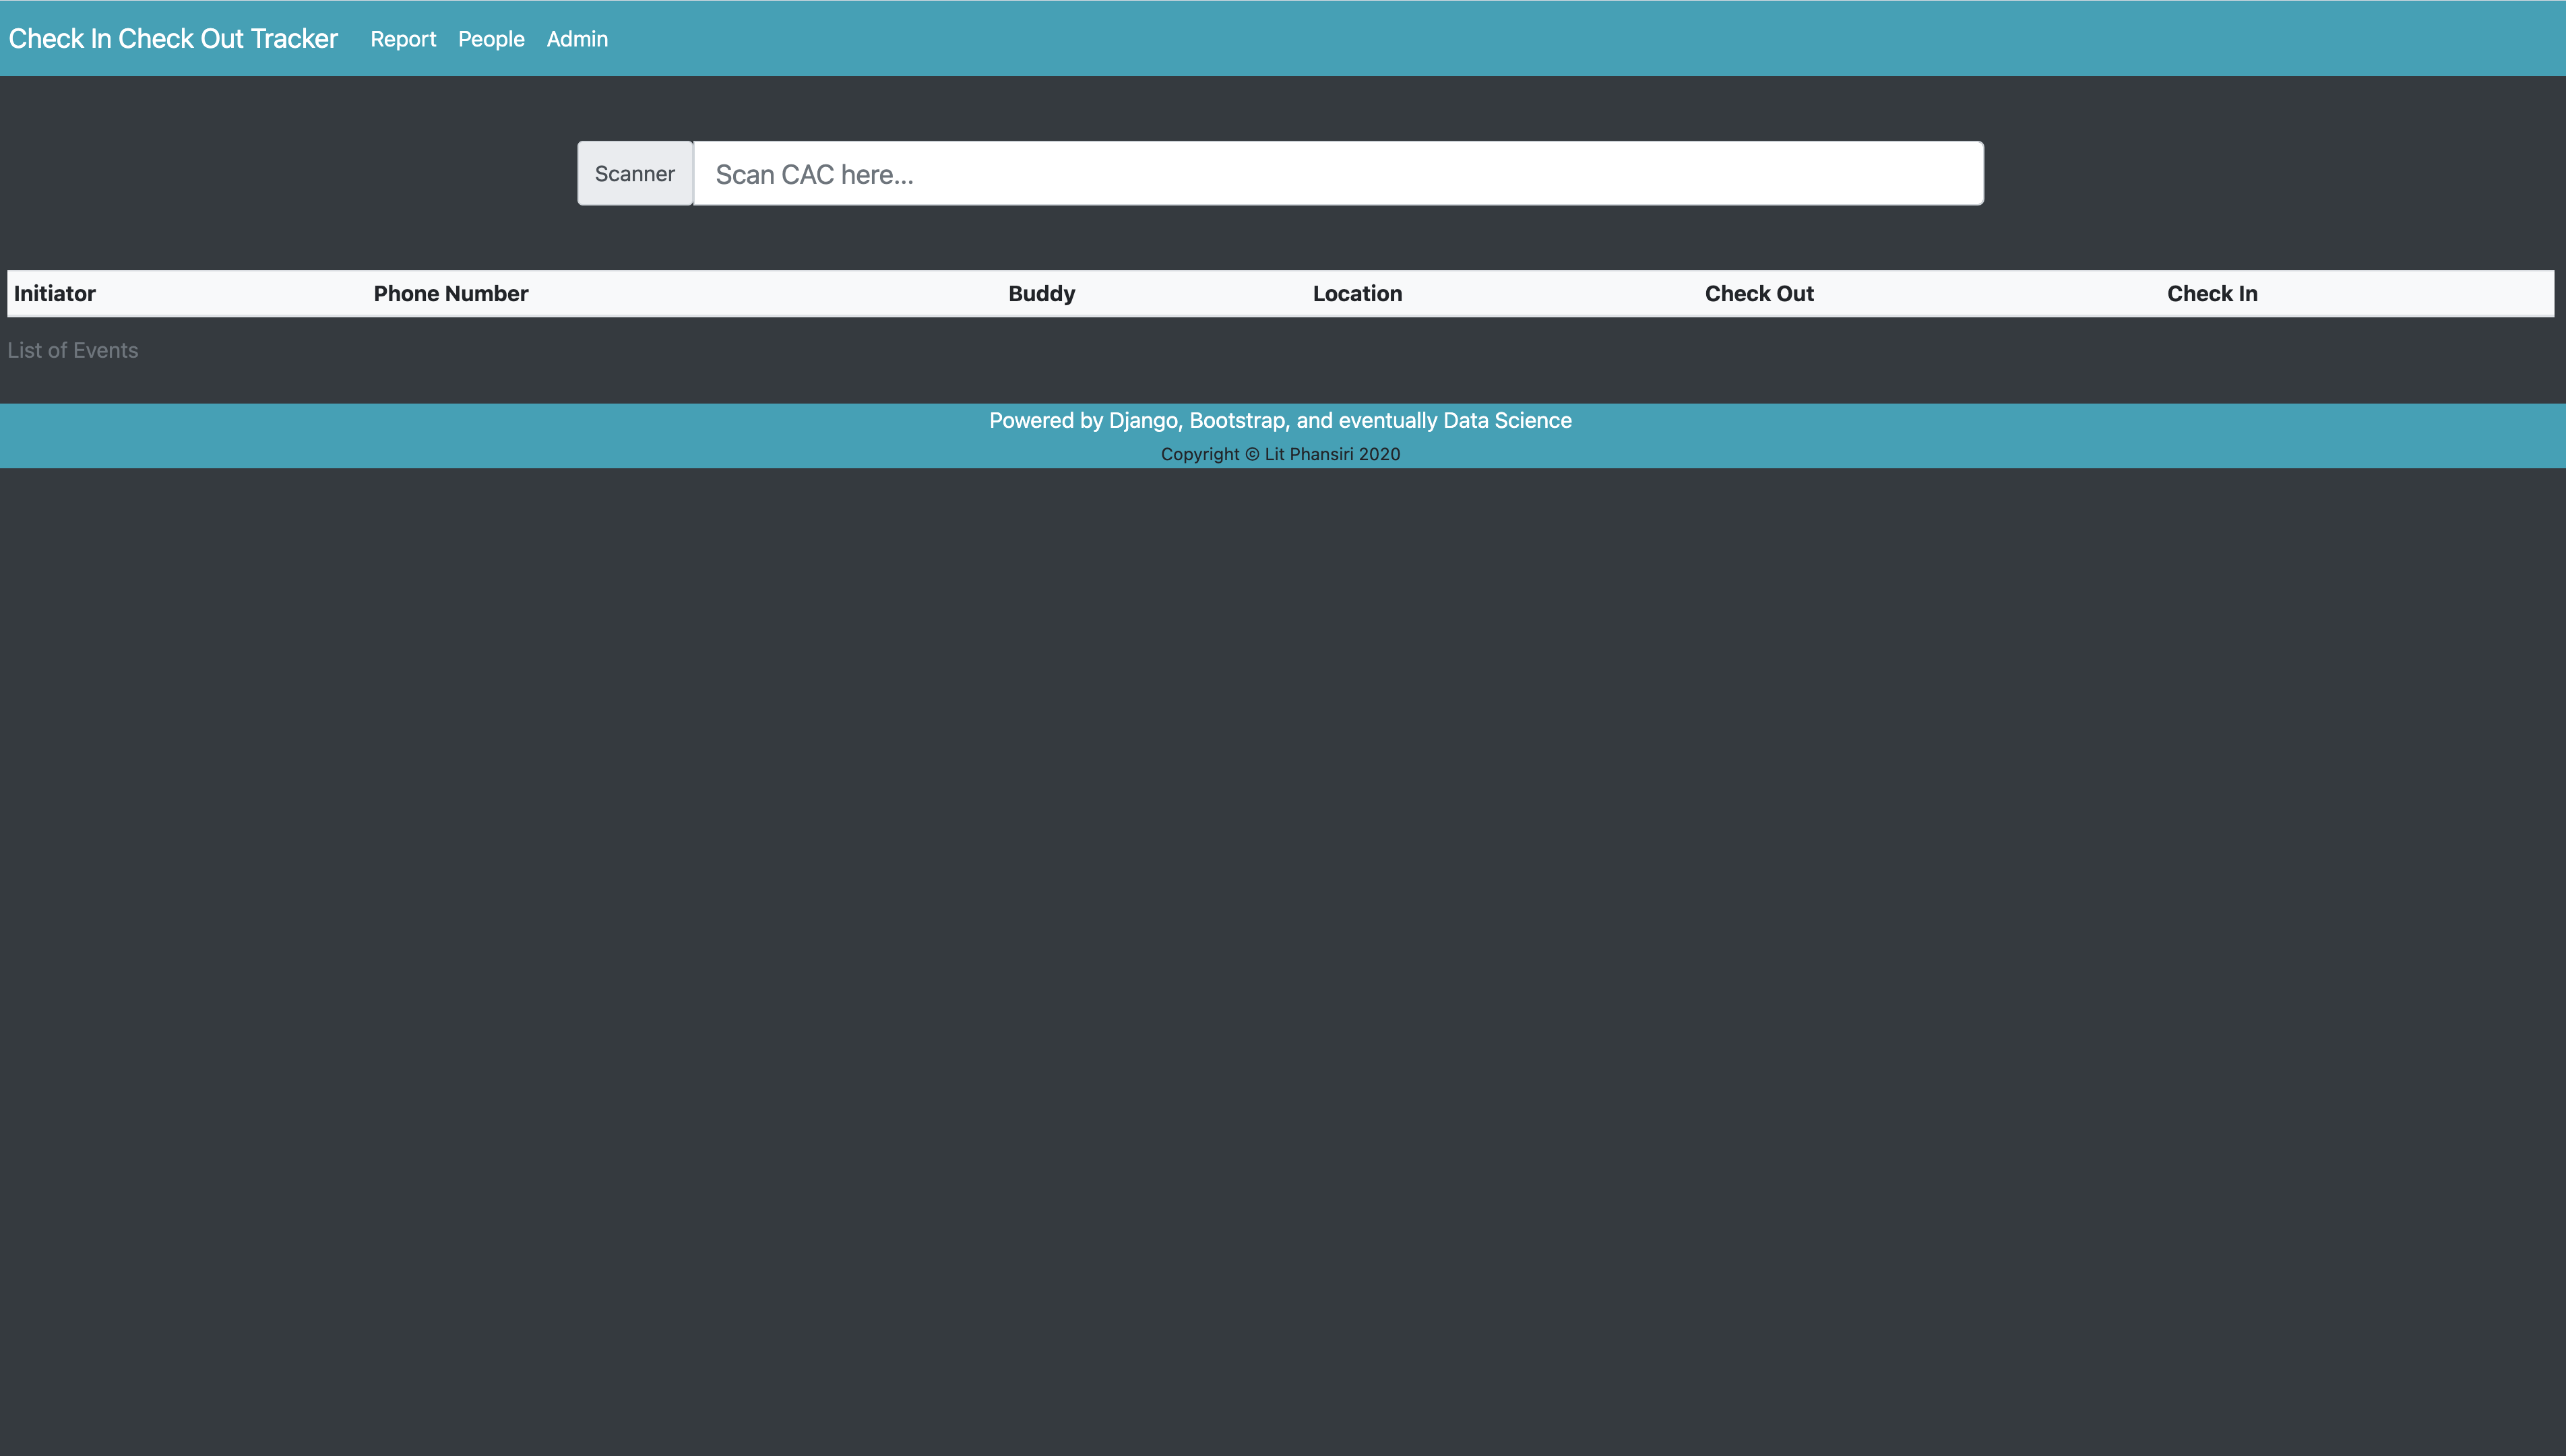 Check In Check Out Tracker Report People Admin
Scanner Scan CAC here...
Initiator Phone Number Buddy Location Check Out Check In
List of Events
Powered by Django, Bootstrap, and eventually Data Science
Copyright © Lit Phansiri 2020